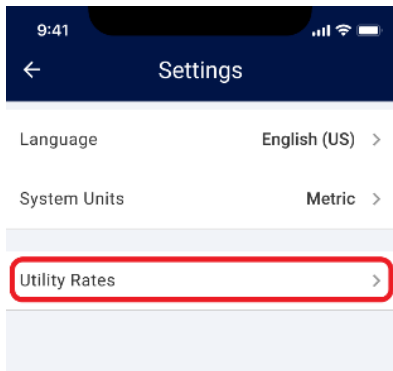 9:41
Settings
Language English (US)
System Units Metric
Utility Rates